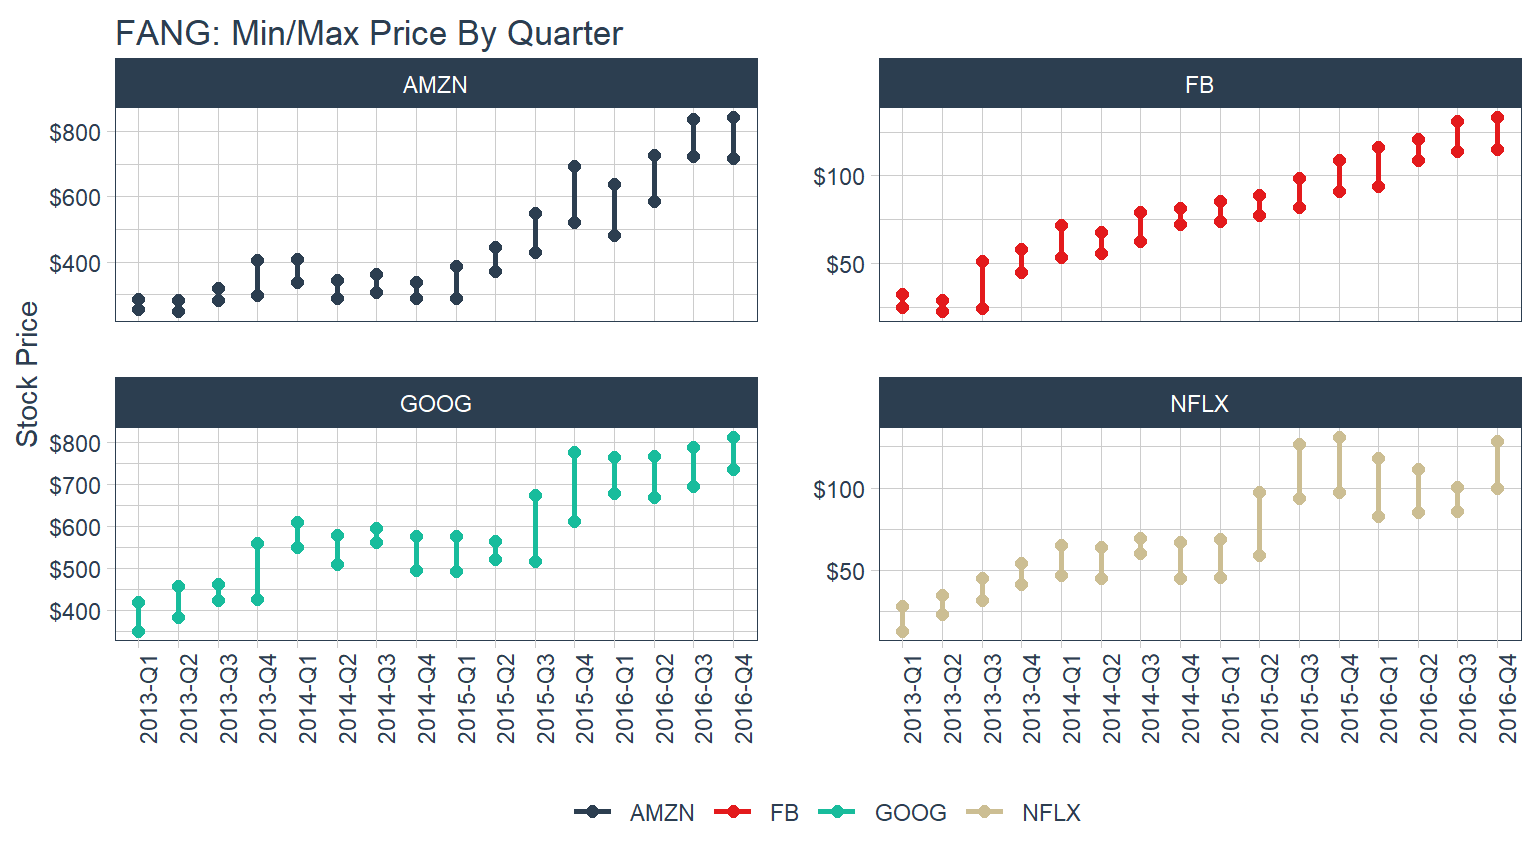 FANG: Min/Max Price By Quarter
AMZN
FB
$800
$600
$400
$100
$50
Stock Price
GOOG
NFLX
$800
$700
$600
$500
$400
$100
$50
2013-Q1
2013-Q2
2013-Q3
2013-Q4
2014-Q1
2014-Q2
2014-Q3
2014-Q4
2015-Q1
2015-Q2
2015-Q3
2015-Q4
2016-Q1
2016-Q2
2016-Q3
2016-Q4
2013-Q1
2013-Q2
2013-Q3
2013-Q4
2014-Q1
2014-Q2
2014-Q3
2014-Q4
2015-Q1
2015-Q2
2015-Q3
2015-Q4
2016-Q1
2016-Q2
2016-Q3
2016-Q4
AMZN FB GOOG NFLX